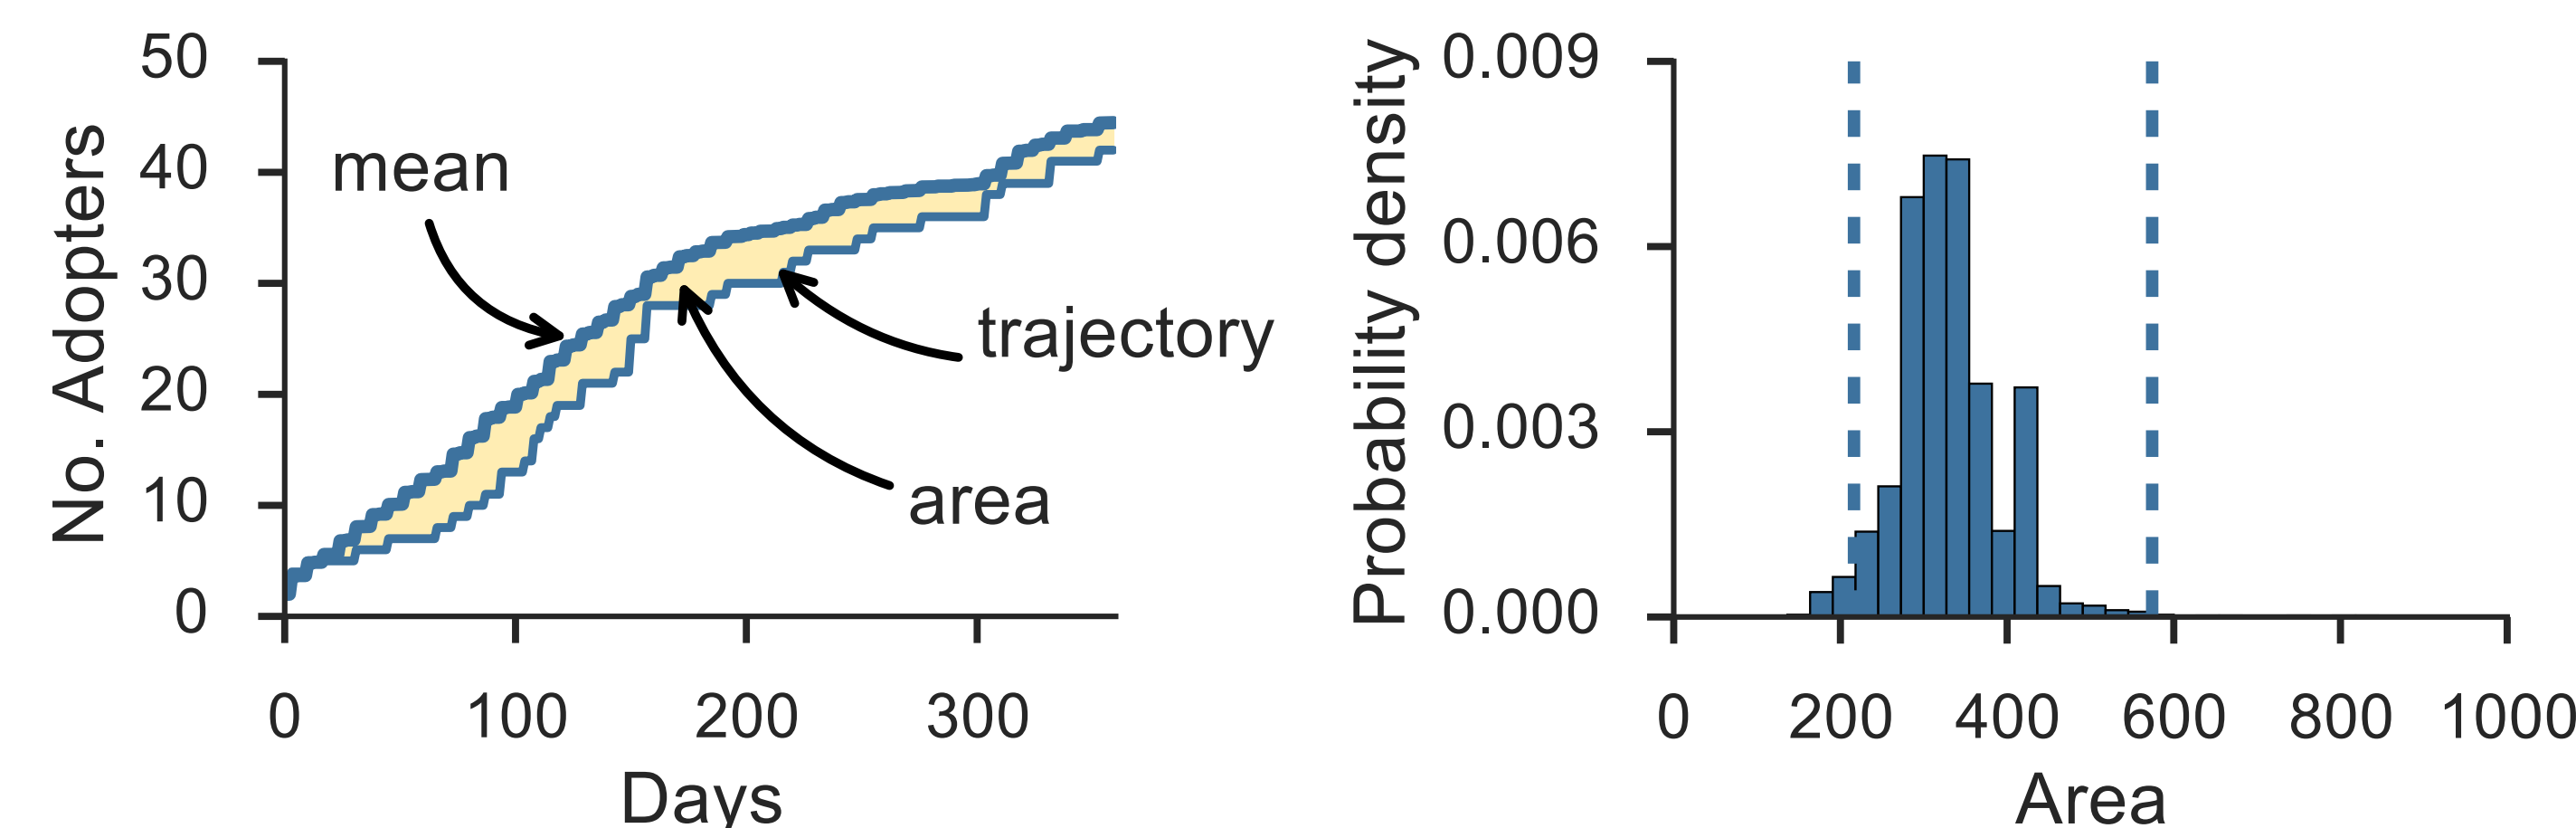 No. Adopters
50
40
30
20
10
0
mean
trajectory
area
0 100 200 300
Days
Probability density
0.009
0.006
0.003
0.000
0 200 400 600 800 1000
Area